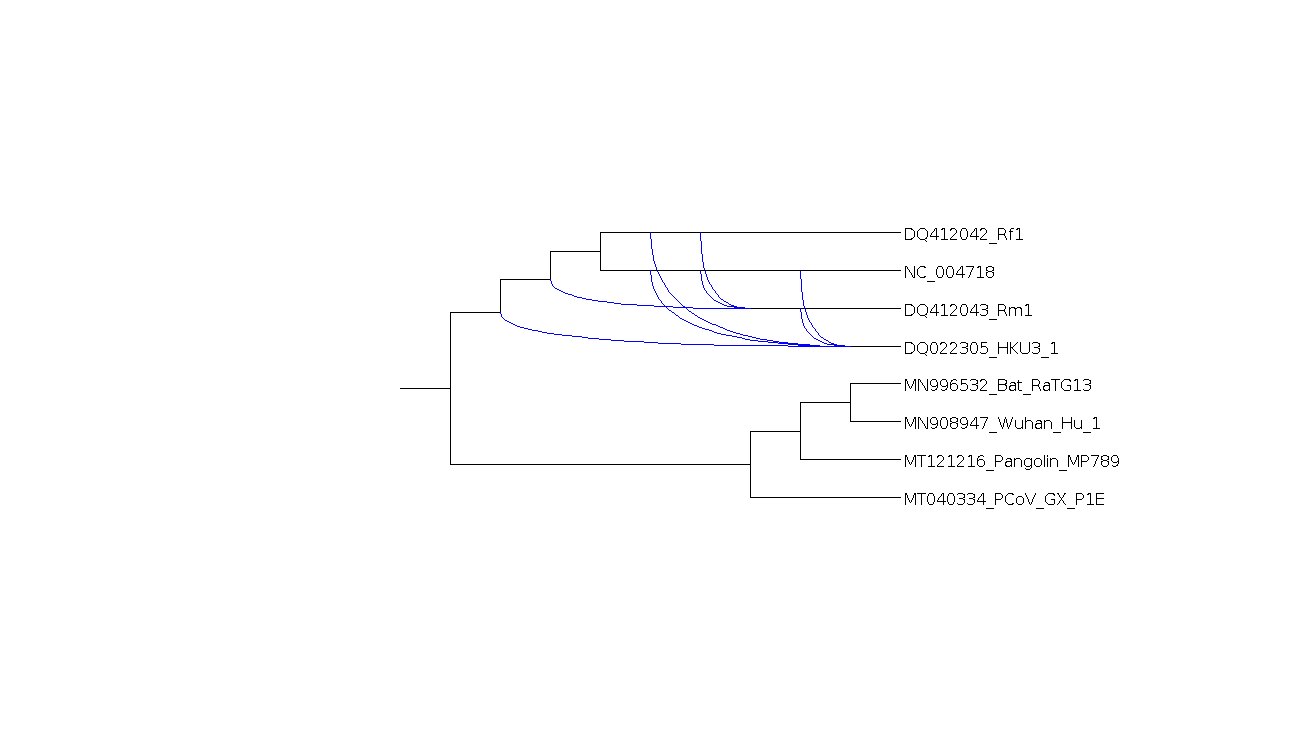 DQ412042_Rf1
NC_004718
DQ412043_Rm1
DQ022305_HKU3_1
MN996532_Bat_RaTG13
MN908947_Wuhan_Hu_1
MT121216_Pangolin_MP789
MT040334_PCoV_GX_P1E